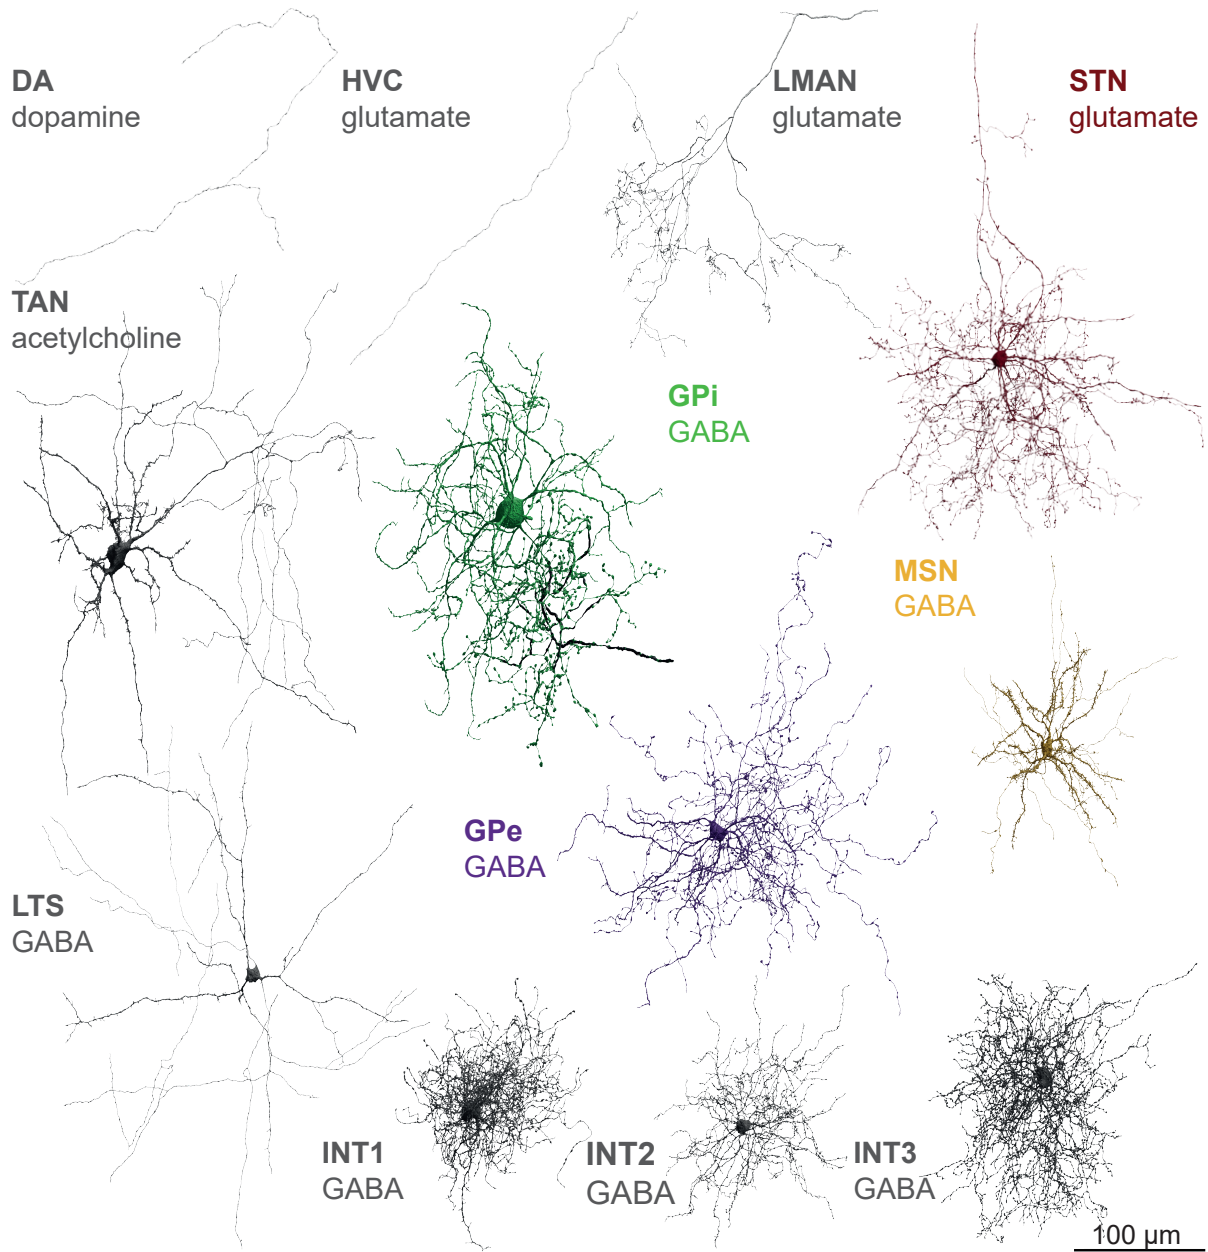 DA
dopamine
HVC
glutamate
LMAN
glutamate
STN
glutamate
TAN
acetylcholine
GPi
GABA
MSN
GABA
GPe
GABA
LTS
GABA
INT1
GABA
INT2
GABA
INT3
GABA
100 µm